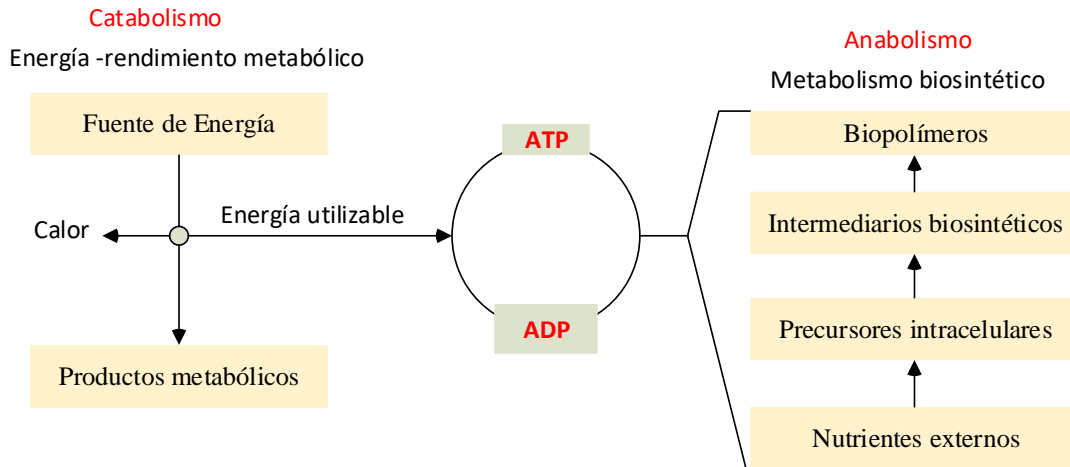 Catabolismo
Energía -rendimiento metabólico
Fuente de Energía
Calor
Energía utilizable
Productos metabólicos
ATP
ADP
Anabolismo
Metabolismo biosintético
Biopolímeros
Intermediarios biosintéticos
Precursores intracelulares
Nutrientes externos